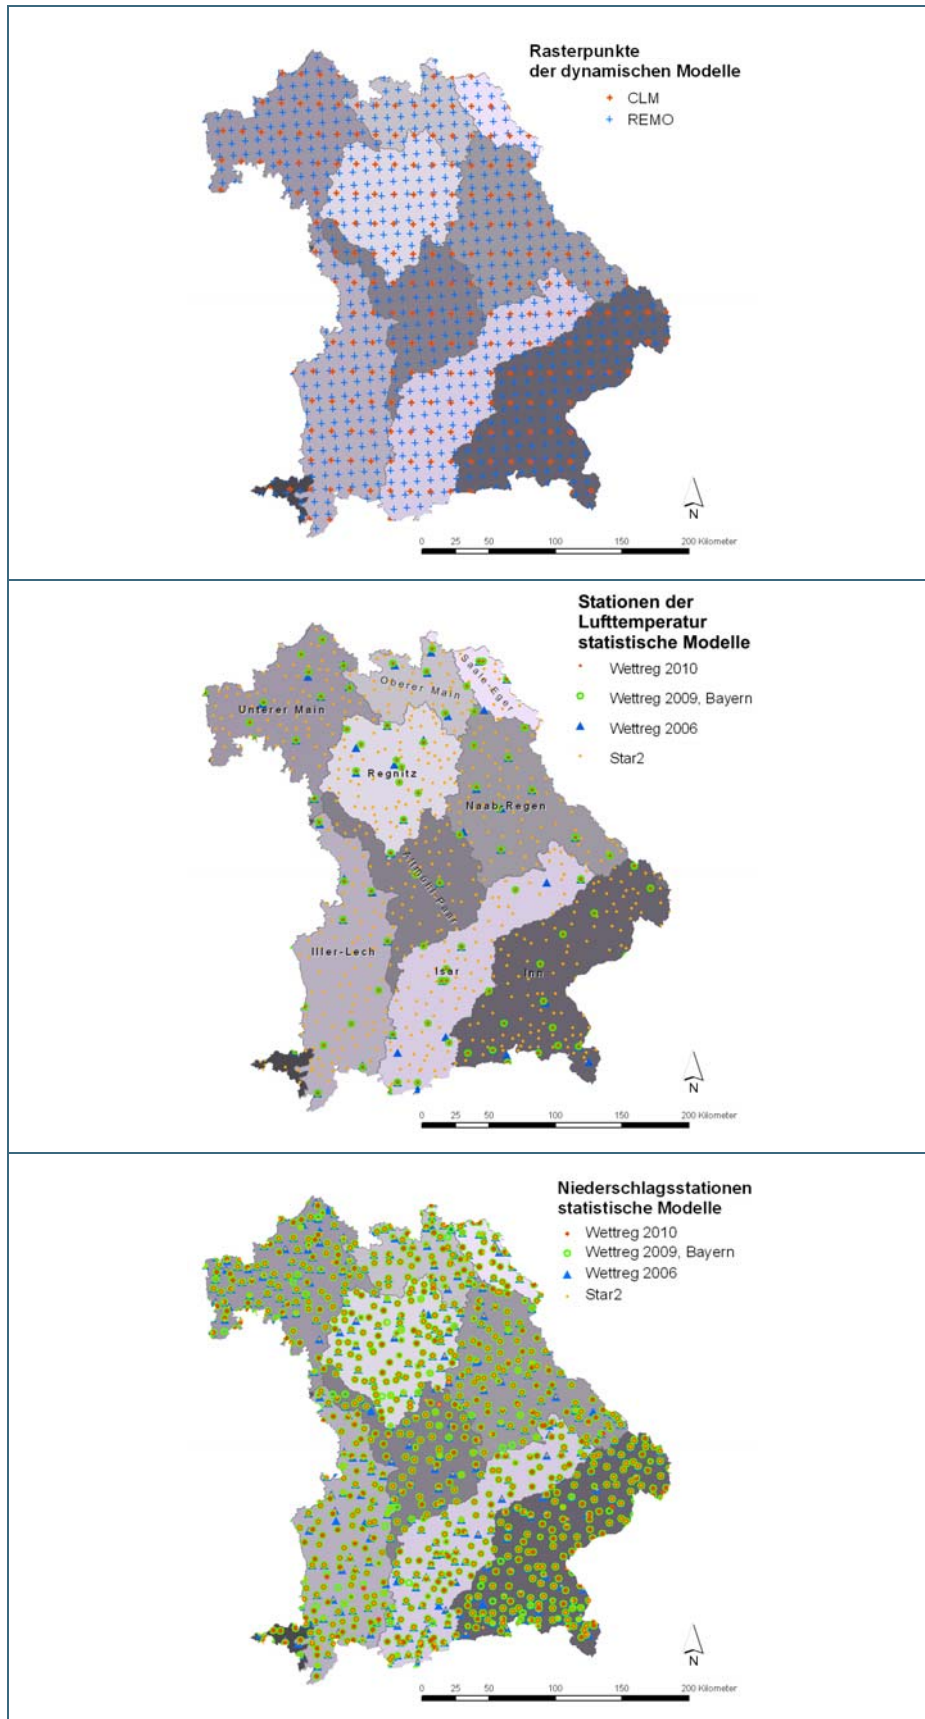 Rasterpunkte
der dynamischen Modelle
CLM
REMO
N
0 25 50 100 150 200 Kilometer
Stationen der
Lufttemperatur
statistische Modelle
Wettreg 2010
Wettreg 2009, Bayern
Wettreg 2006
Star2
Saale-Eger
Oberer Main
Unterer Main
Regnitz
Naab-Regen
Altmühl-Paar
Iller-Lech
Isar
Inn
N
0 25 50 100 150 200 Kilometer
Niederschlagsstationen
statistische Modelle
Wettreg 2010
Wettreg 2009, Bayern
Wettreg 2006
Star2
N
0 25 50 100 150 200 Kilometer